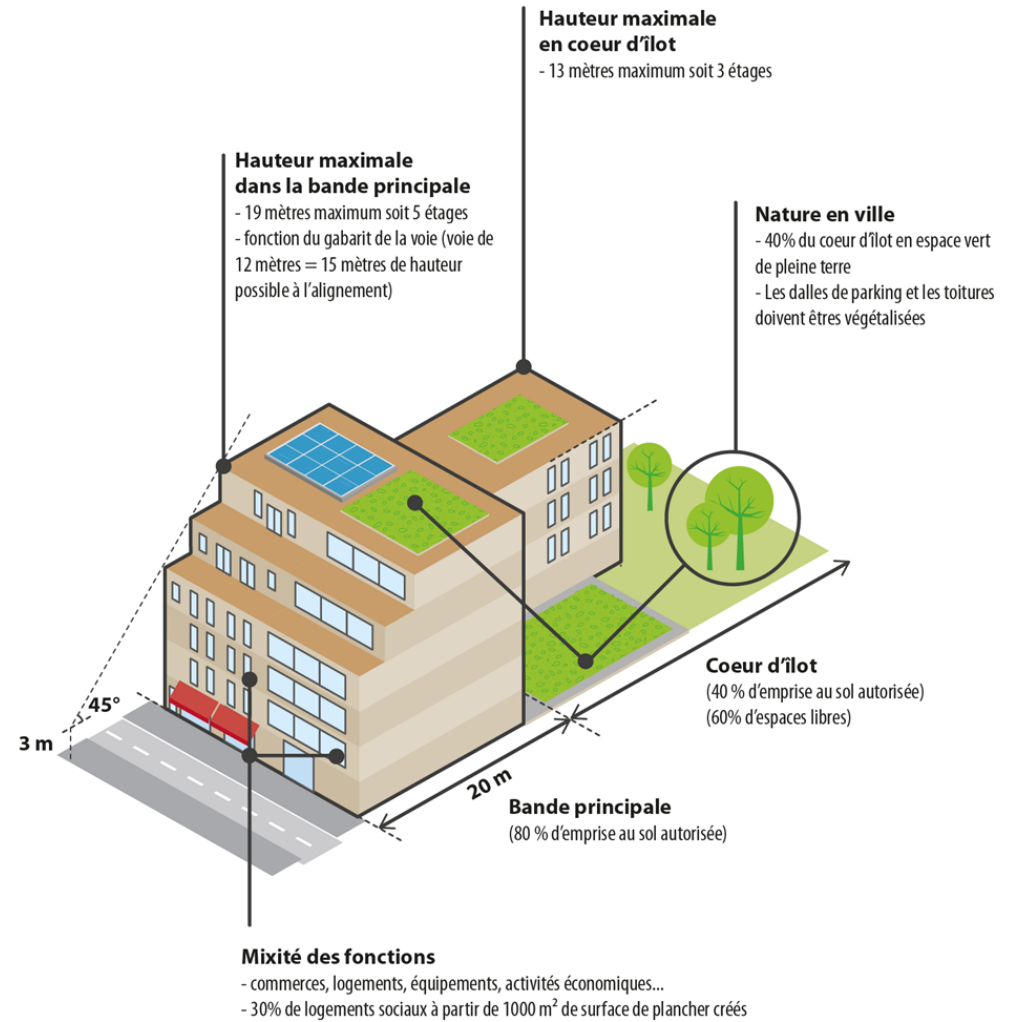 Hauteur maximale
en coeur d'îlot
- 13 mètres maximum soit 3 étages
Hauteur maximale
dans la bande principale
- 19 mètres maximum soit 5 étages
- fonction du gabarit de la voie (voie de
12 mètres = 15 mètres de hauteur
possible à l'alignement)
Nature en ville
- 40% du coeur d'îlot en espace vert
de pleine terre
- Les dalles de parking et les toitures
doivent êtres végétalisées
45°
3 m
20 m
Coeur d'îlot
(40 % d'emprise au sol autorisée)
(60% d'espaces libres)
Bande principale
(80 % d'emprise au sol autorisée)
Mixité des fonctions
- commerces, logements, équipements, activités économiques...
- 30% de logements sociaux à partir de 1000 m² de surface de plancher créés